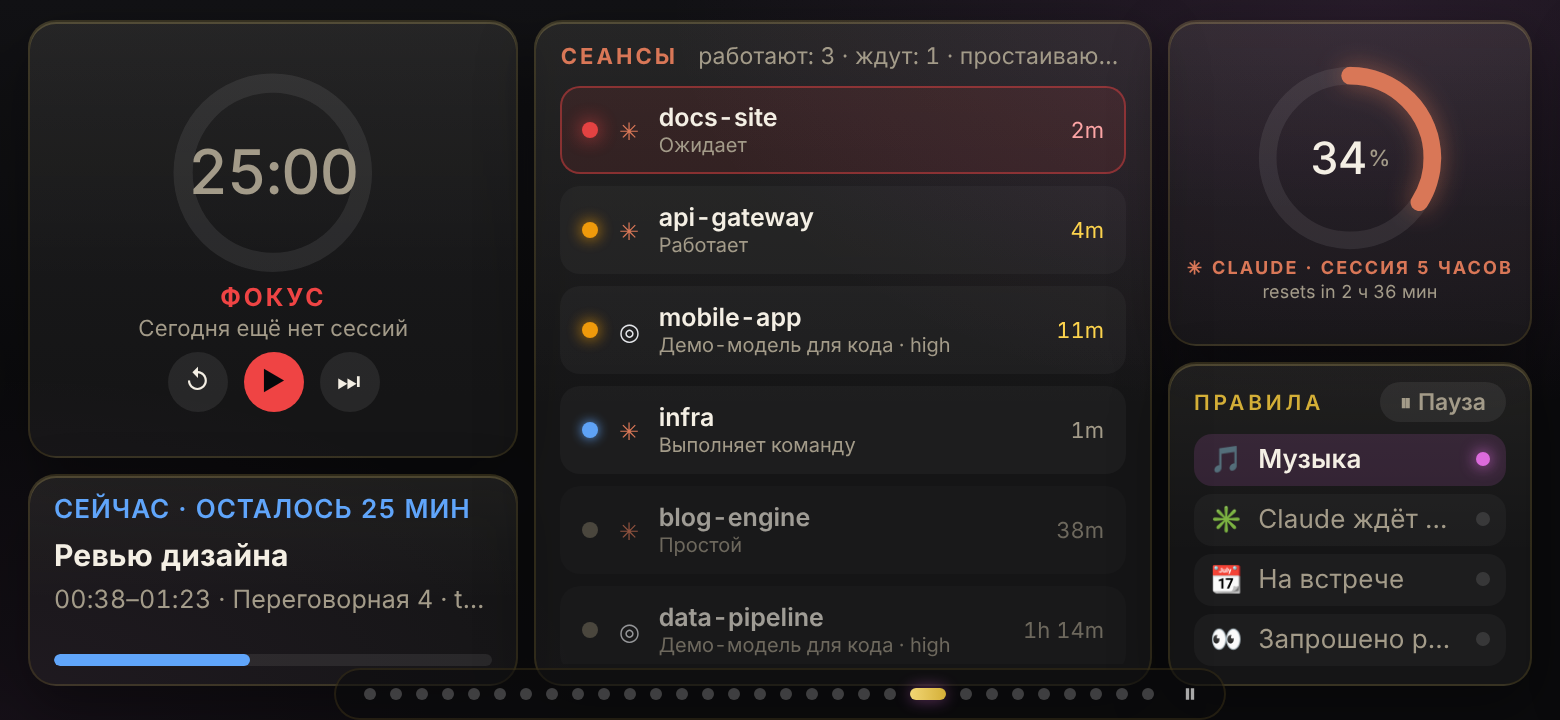 25:00
ФОКУС
Сегодня ещё нет сессий
СЕЙЧАС · ОСТАЛОСЬ 25 МИН
Ревью дизайна
00:38–01:23 · Переговорная 4 · t...
СЕАНСЫ работают: 3 · ждут: 1 · простаиваю...
docs-site 2m
Ожидает
api-gateway 4m
Работает
mobile-app 11m
Демо-модель для кода · high
infra 1m
Выполняет команду
blog-engine 38m
Простой
data-pipeline 1h 14m
Демо-модель для кода · high
34%
CLAUDE · СЕССИЯ 5 ЧАСОВ
resets in 2 ч 36 мин
ПРАВИЛА Пауза
Музыка
Claude ждёт ...
На встрече
Запрошено р...